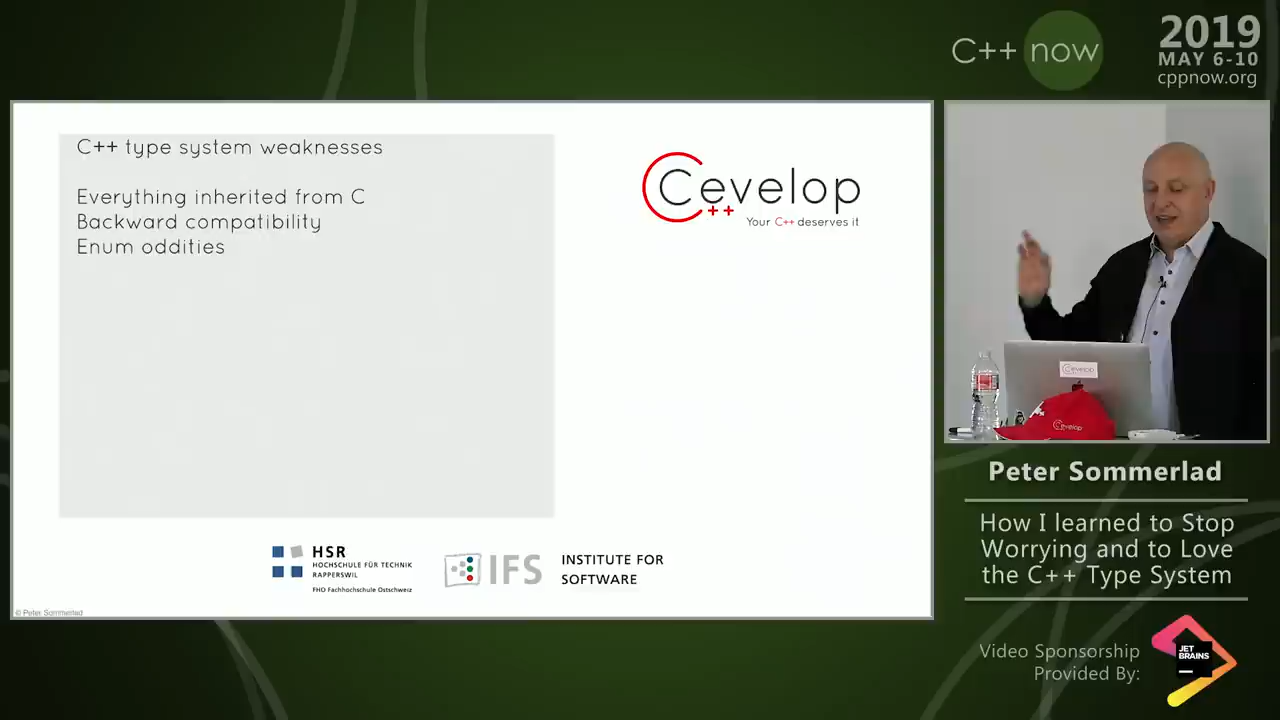 C++ now
2019
MAY 6-10
cppnow.org
C++ type system weaknesses
Everything inherited from C
Backward compatibility
Enum oddities
Cevelop
++
Your C++ deserves it
HSR
HOCHSCHULE FÜR TECHNIK
RAPPERSWIL
FHO Fachhochschule Ostschweiz
IFS
INSTITUTE FOR
SOFTWARE
© Peter Sommerlad
Cevelop
Cevelop
Peter Sommerlad
How I learned to Stop
Worrying and to Love
the C++ Type System
Video Sponsorship
Provided By:
JET
BRAINS